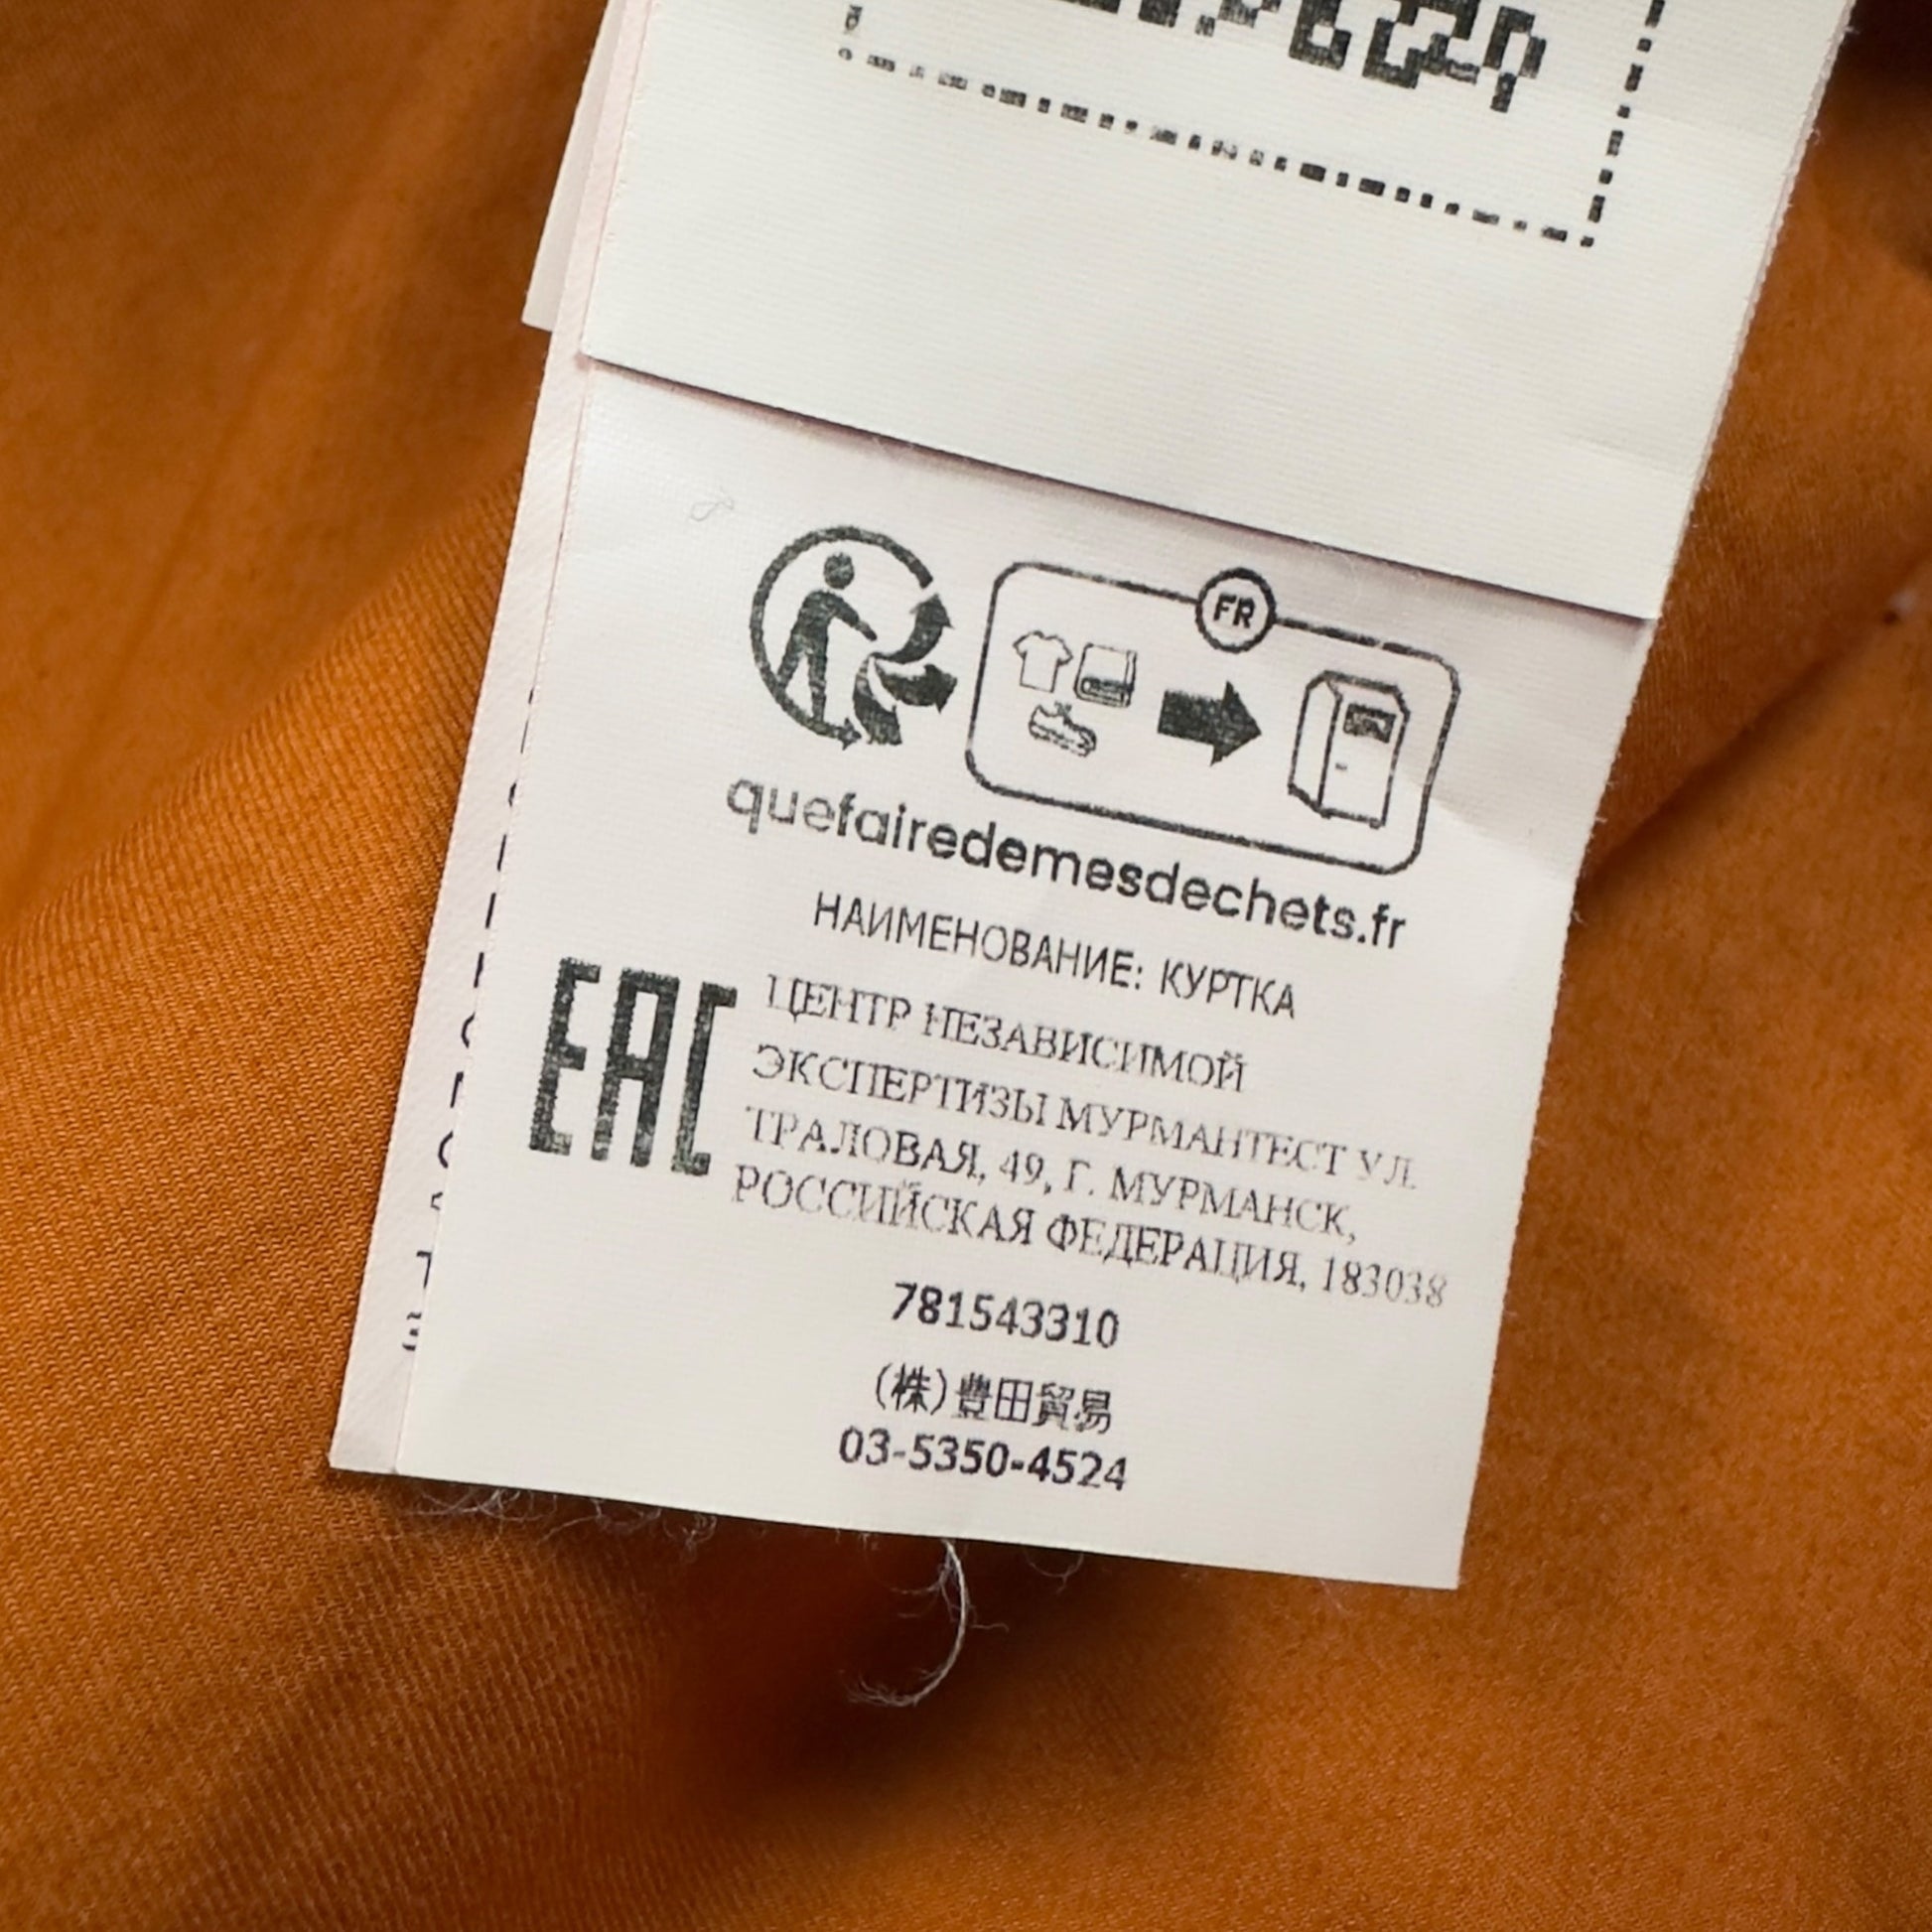 FR
quefairedemesdechets.fr
НАИМЕНОВАНИЕ: КУРТКА
EAC
ЦЕНТР НЕЗАВИСИМОЙ
ЭКСПЕРТИЗЫ МУРМАНТЕСТ УЛ.
ТРАЛОВАЯ, 49, Г. МУРМАНСК,
РОССИЙСКАЯ ФЕДЕРАЦИЯ, 183038
781543310
(株)豊田貿易
03-5350-4524